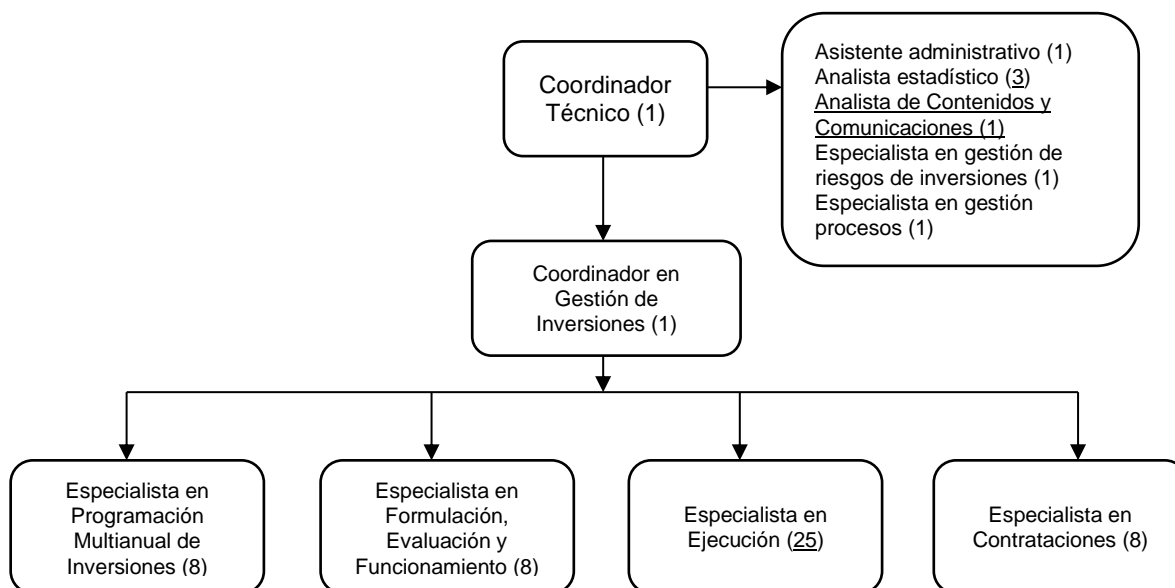 Coordinador
Técnico (1)
Asistente administrativo (1)
Analista estadístico (3)
Analista de Contenidos y
Comunicaciones (1)
Especialista en gestión de
riesgos de inversiones (1)
Especialista en gestión
procesos (1)
Coordinador en
Gestión de
Inversiones (1)
Especialista en
Programación
Multianual de
Inversiones (8)
Especialista en
Formulación,
Evaluación y
Funcionamiento (8)
Especialista en
Ejecución (25)
Especialista en
Contrataciones (8)